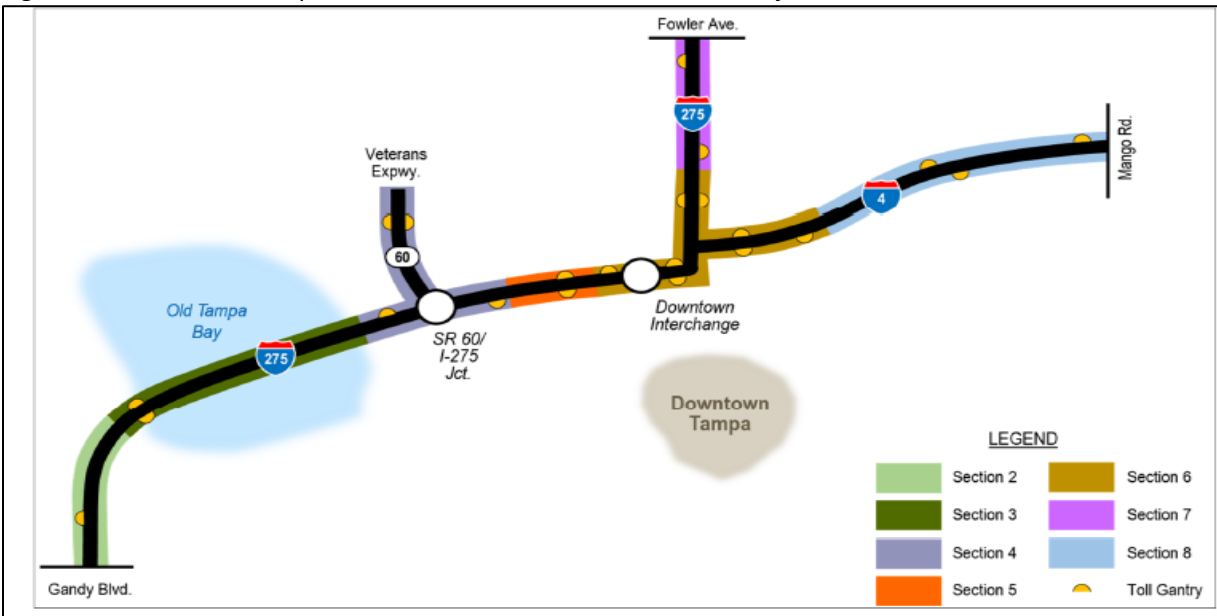 Fowler Ave.
275
Mango Rd.
4
Veterans
Expwy.
60
Old Tampa
Bay
275
SR 60/
I-275
Jct.
Downtown
Interchange
Downtown
Tampa
Gandy Blvd.
LEGEND
Section 2
Section 6
Section 3
Section 7
Section 4
Section 8
Section 5
Toll Gantry